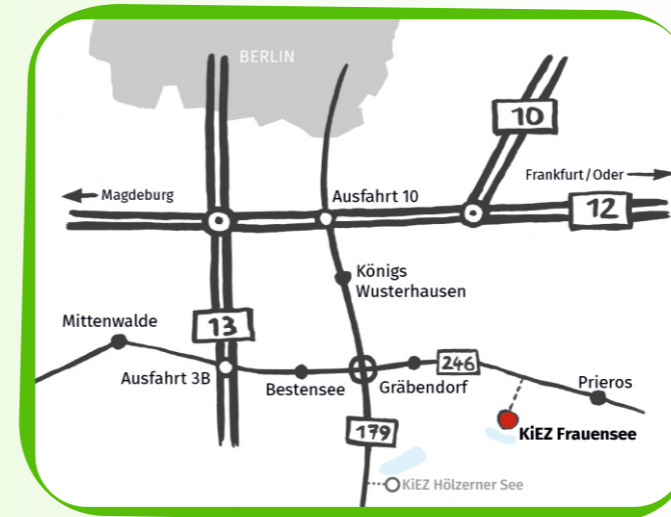 BERLIN
10
Frankfurt/Oder
Magdeburg
Ausfahrt 10
12
Königs
Wusterhausen
13
Mittenwalde
246
Ausfahrt 3B
Bestensee
Gräbendorf
Prieros
179
KiEZ Frauensee
KiEZ Hölzerner See